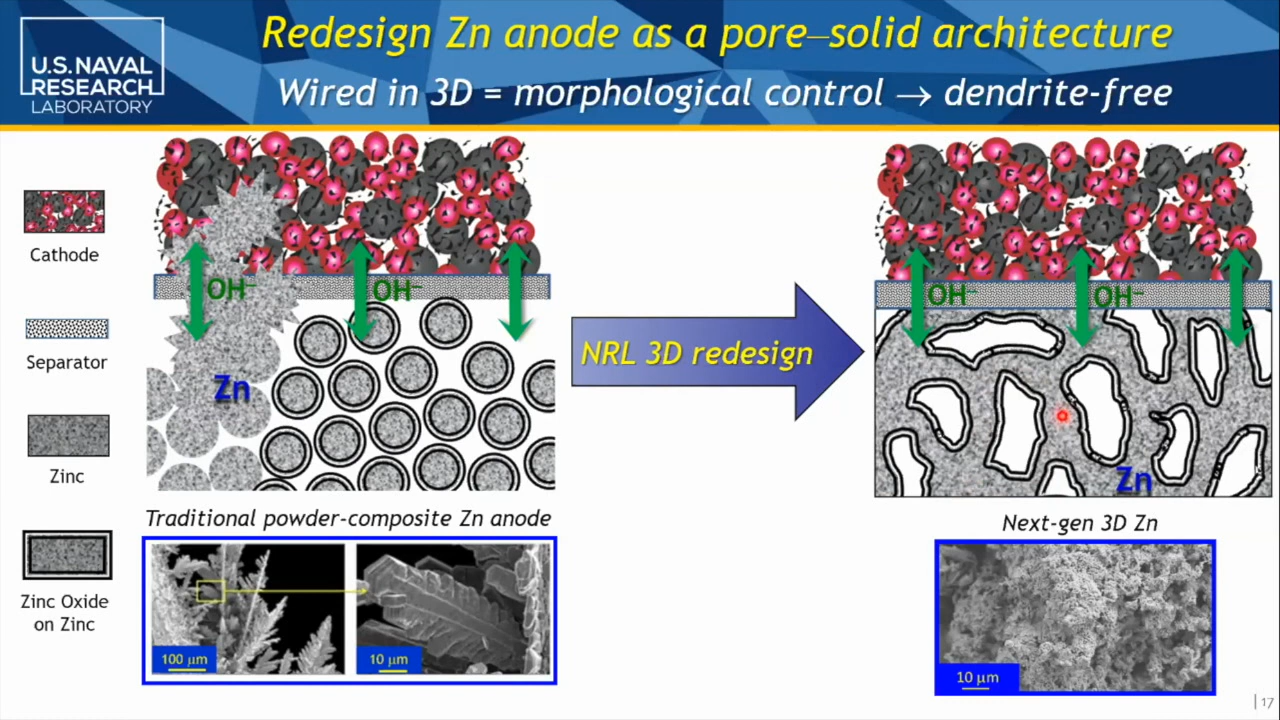 U.S. NAVAL
RESEARCH
LABORATORY
Redesign Zn anode as a pore–solid architecture
Wired in 3D = morphological control → dendrite-free
Cathode
Separator
Zinc
Zinc Oxide
on Zinc
OH⁻
OH⁻
Zn
Traditional powder-composite Zn anode
100 μm
10 μm
NRL 3D redesign
OH⁻
OH⁻
Zn
Next-gen 3D Zn
10 μm
| 17